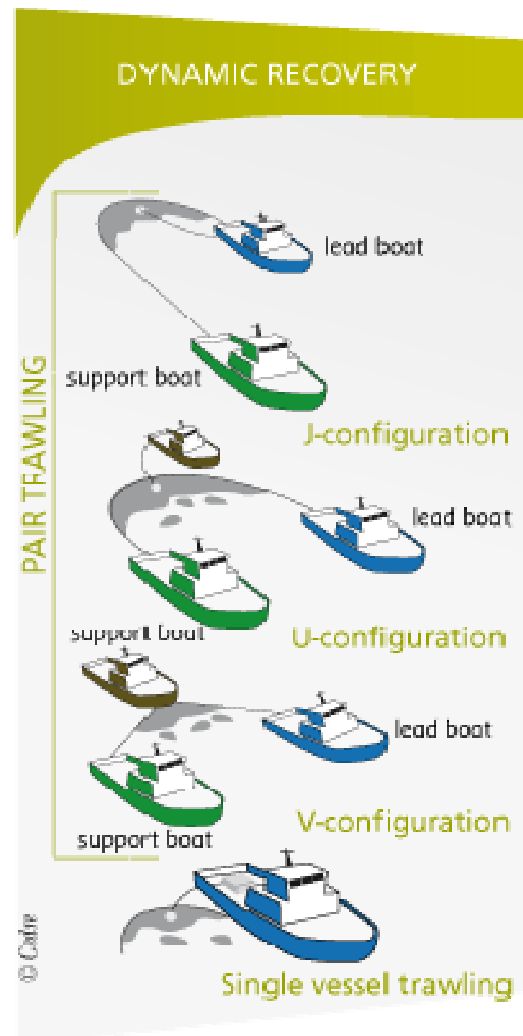 DYNAMIC RECOVERY
lead boat
support boat
J-configuration
PAIR TFAWLING
lead boat
support boat
U-configuration
lead boat
support boat
V-configuration
© Cedre
Single vessel trawling